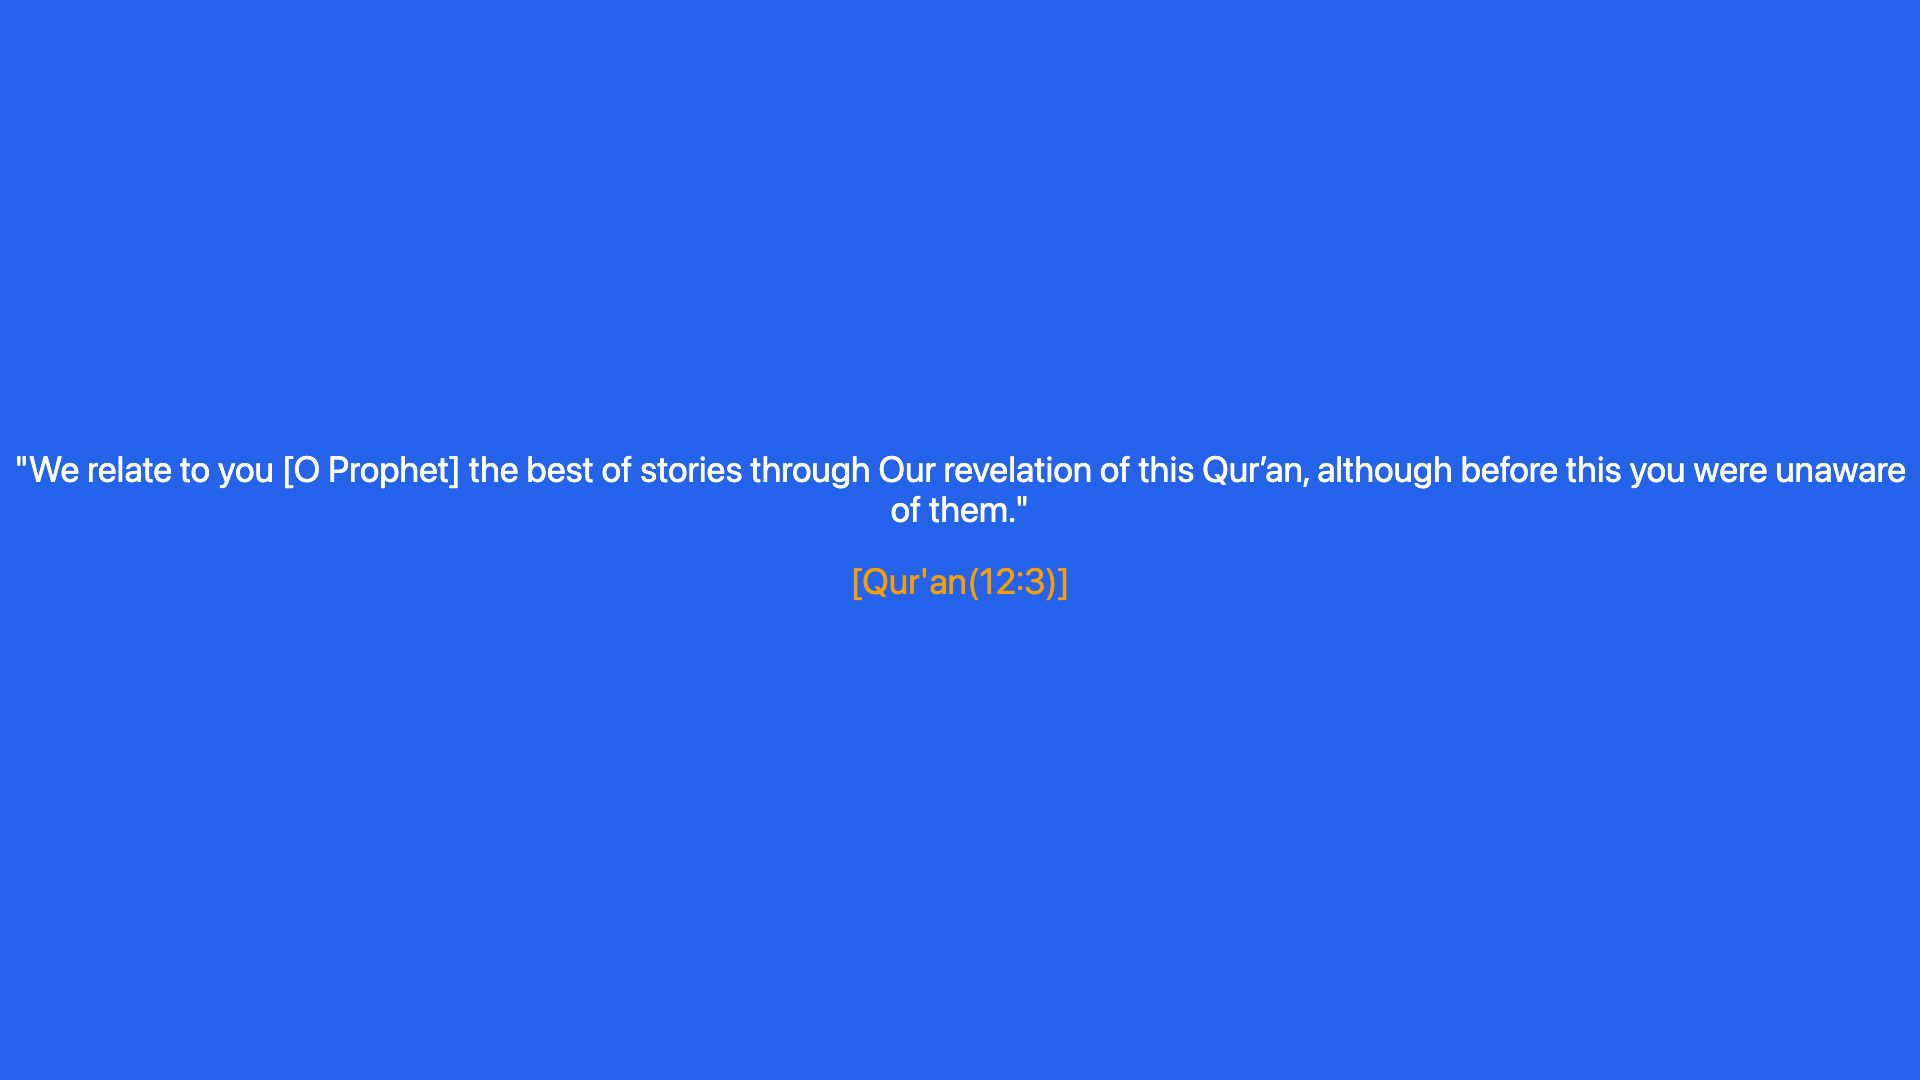 "We relate to you [O Prophet] the best of stories through Our revelation of this Qur’an, although before this you were unaware
of them."
[Qur'an(12:3)]